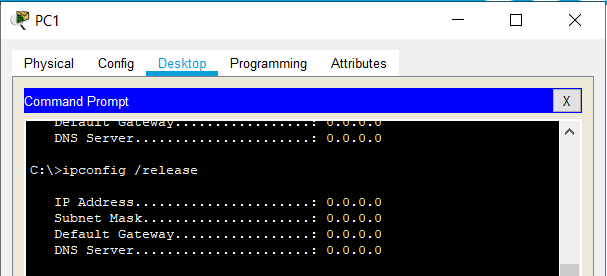 PC1
Physical Config Desktop Programming Attributes
Command Prompt X
Default Gateway..................: 0.0.0.0
DNS Server.......................: 0.0.0.0
C:\>ipconfig /release
IP Address.......................: 0.0.0.0
Subnet Mask......................: 0.0.0.0
Default Gateway..................: 0.0.0.0
DNS Server.......................: 0.0.0.0